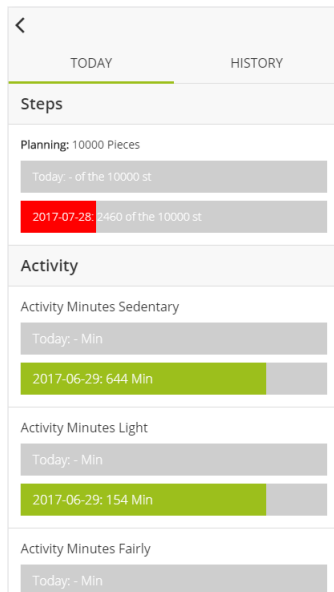 TODAY HISTORY
Steps
Planning: 10000 Pieces
Today: - of the 10000 st
2017-07-28: 2460 of the 10000 st
Activity
Activity Minutes Sedentary
Today: - Min
2017-06-29: 644 Min
Activity Minutes Light
Today: - Min
2017-06-29: 154 Min
Activity Minutes Fairly
Today: - Min